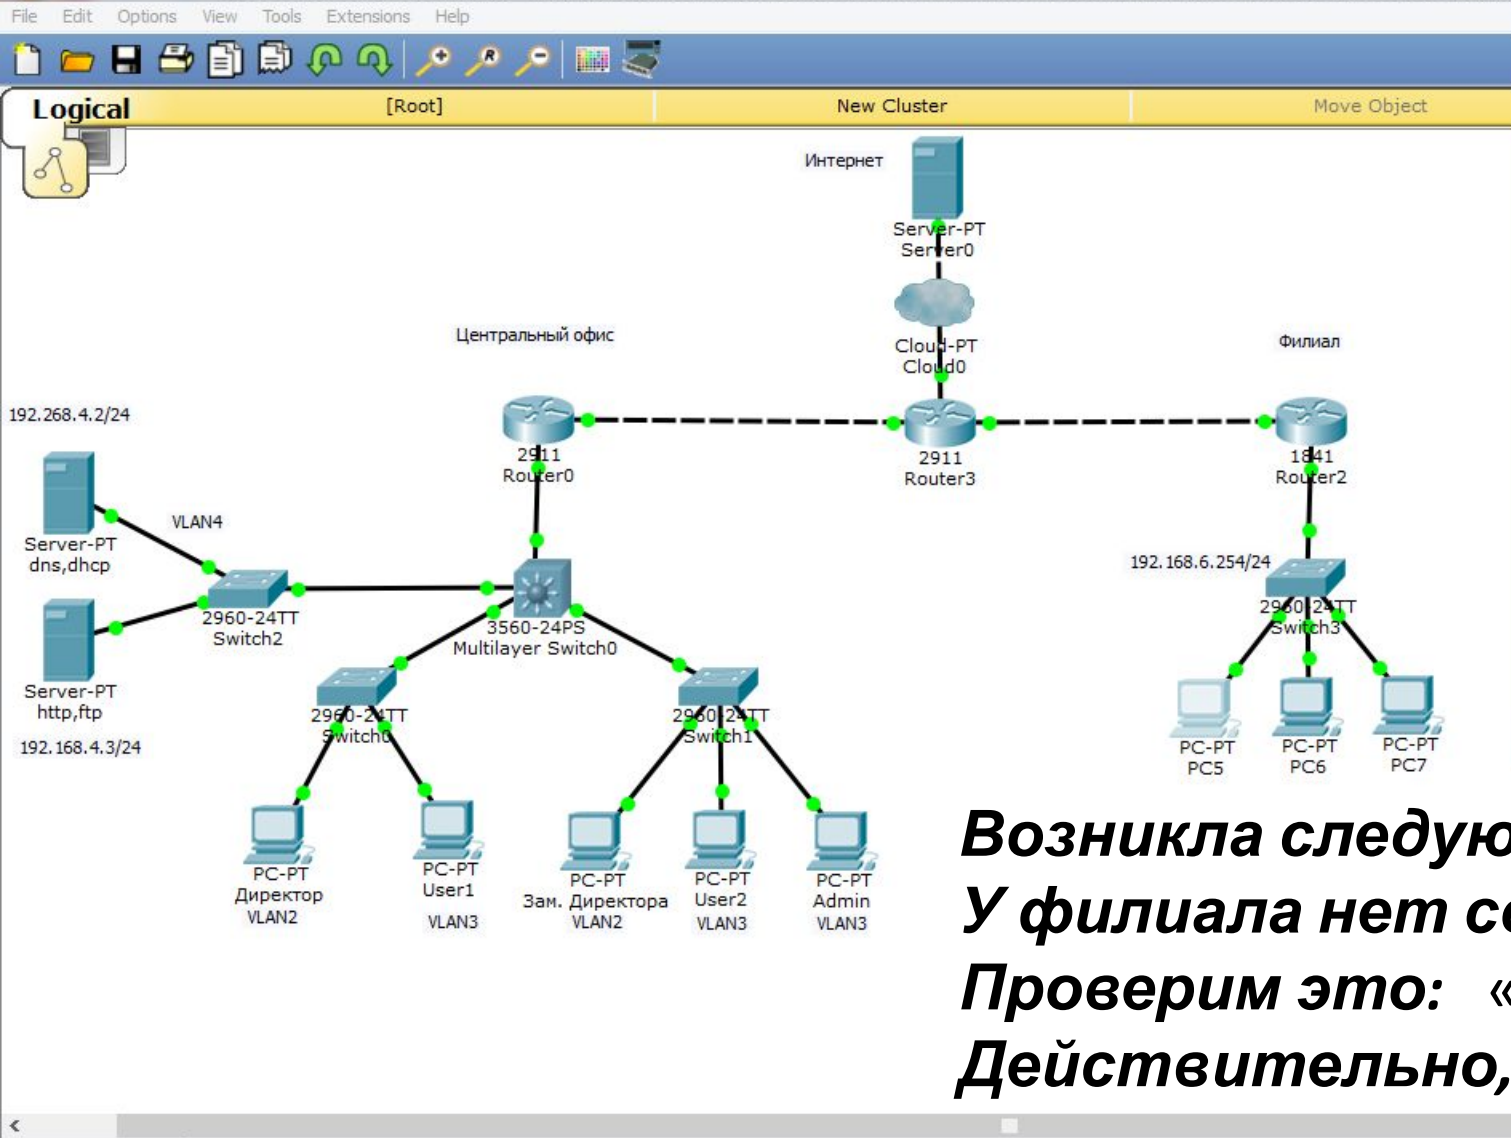 File Edit Options View Tools Extensions Help
Logical [Root] New Cluster Move Object
Интернет
Server-PT
Server0
Центральный офис
Cloud-PT
Cloud0
Филиал
192.268.4.2/24
2911
Router0
2911
Router3
1841
Router2
VLAN4
Server-PT
dns,dhcp
192.168.6.254/24
2960-24TT
Switch2
3560-24PS
Multilayer Switch0
2960-24TT
Switch3
Server-PT
http,ftp
192.168.4.3/24
2960-24TT
Switch0
2960-24TT
Switch1
PC-PT
PC5
PC-PT
PC6
PC-PT
PC7
PC-PT
Директор
VLAN2
PC-PT
User1
VLAN3
PC-PT
Зам. Директора
VLAN2
PC-PT
User2
VLAN3
PC-PT
Admin
VLAN3
Возникла следую
У филиала нет
Проверим это: «
Действительно,